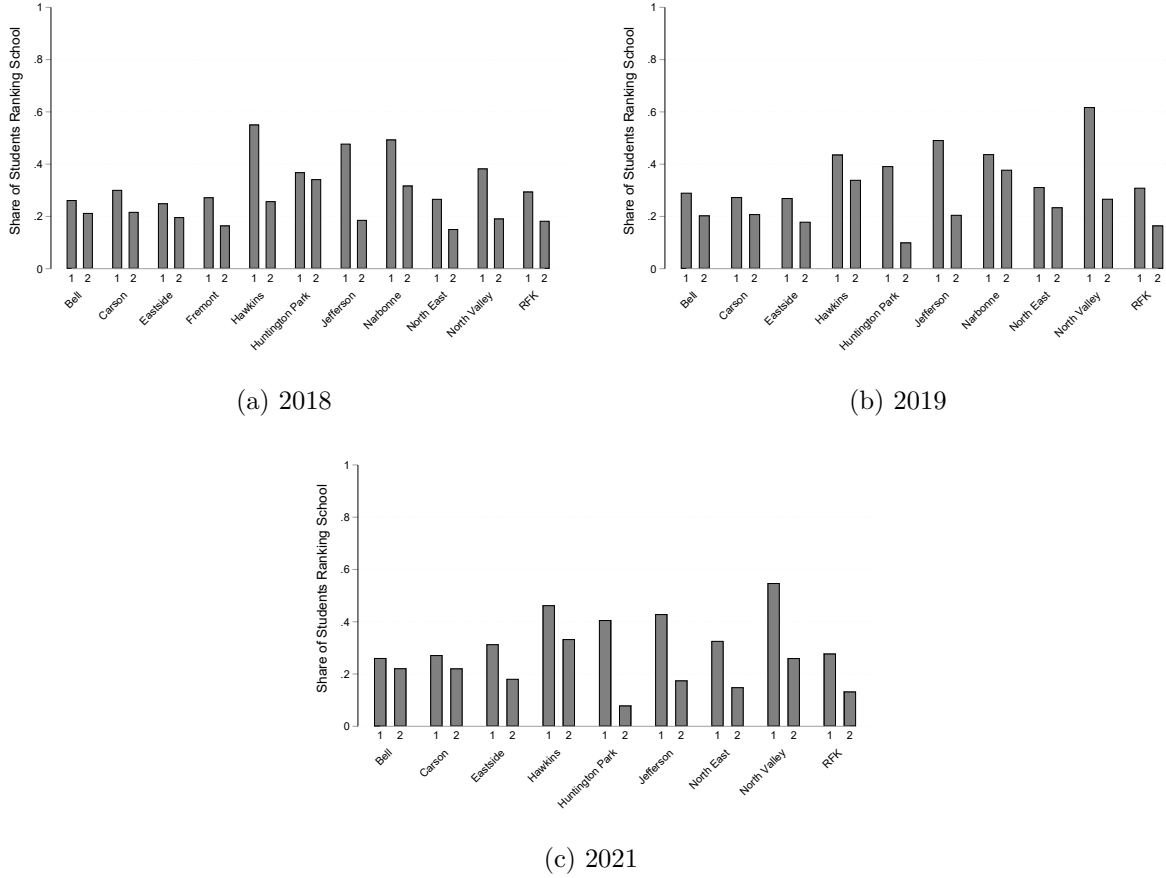 Share of Students Ranking School
1
.8
.6
.4
.2
0
1 2 1 2 1 2 1 2 1 2 1 2 1 2 1 2 1 2 1 2 1 2
Bell Carson Eastside Fremont Hawkins Huntington Park Jefferson Narbonne North East North Valley RFK
(a) 2018
Share of Students Ranking School
1
.8
.6
.4
.2
0
1 2 1 2 1 2 1 2 1 2 1 2 1 2 1 2 1 2 1 2
Bell Carson Eastside Hawkins Huntington Park Jefferson Narbonne North East North Valley RFK
(b) 2019
Share of Students Ranking School
1
.8
.6
.4
.2
0
1 2 1 2 1 2 1 2 1 2 1 2 1 2 1 2 1 2
Bell Carson Eastside Hawkins Huntington Park Jefferson North East North Valley RFK
(c) 2021